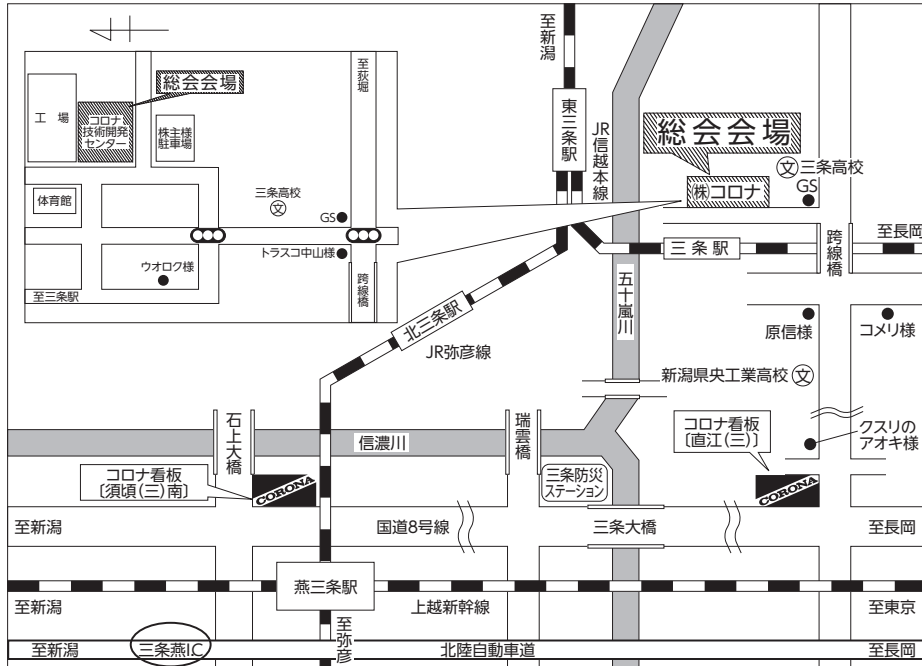 至新潟
東三条駅
JR信越本線
総会会場
㈱コロナ
文
三条高校
GS
至長岡
三条駅
跨線橋
五十嵐川
原信様
コメリ様
新潟県央工業高校
文
北三条駅
JR弥彦線
工 場
コロナ
技術開発
センター
総会会場
株主様
駐車場
至荻堀
体育館
三条高校
文
GS
トラスコ中山様
ウオロク様
跨線橋
至三条駅
石上大橋
信濃川
瑞雲橋
コロナ看板
〔須頃(三)南〕
CORONA
三条防災
ステーション
コロナ看板
〔直江(三)〕
CORONA
クスリの
アオキ様
至新潟
国道8号線
三条大橋
至長岡
燕三条駅
至新潟
上越新幹線
至東京
至弥彦
至新潟
三条燕I.C
北陸自動車道
至長岡